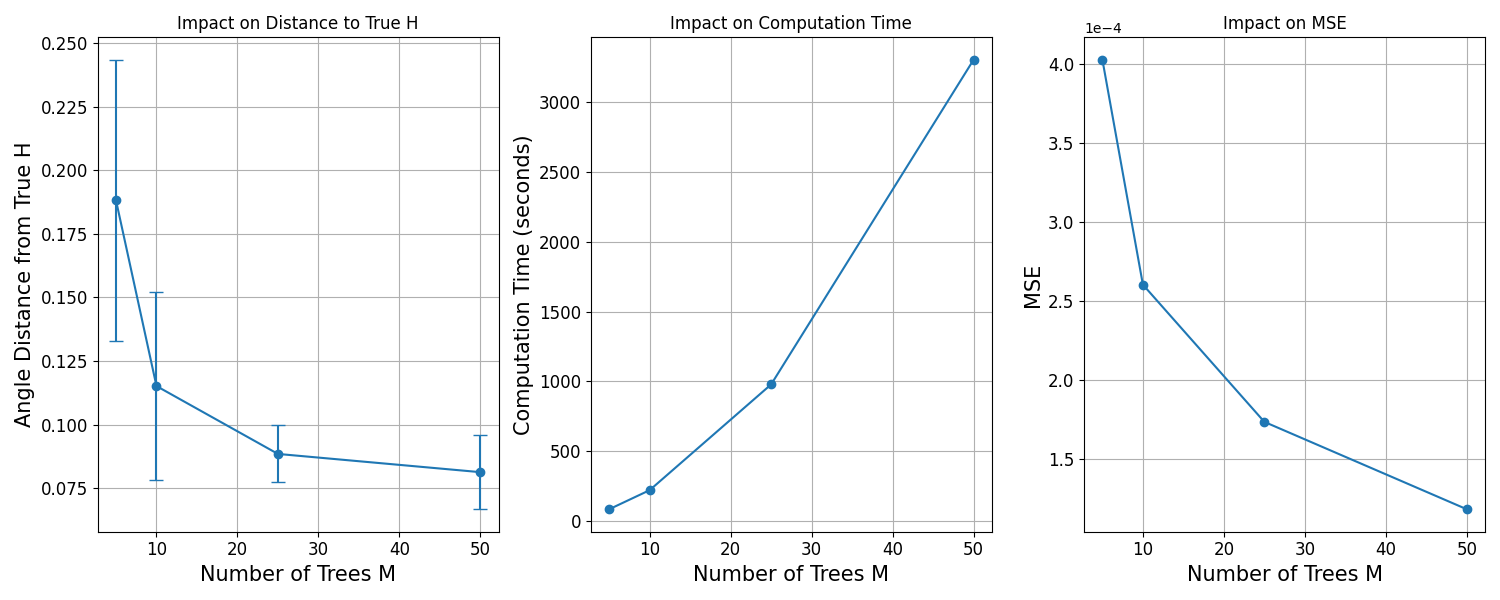 Impact on Distance to True H
Angle Distance from True H
0.250
0.225
0.200
0.175
0.150
0.125
0.100
0.075
10 20 30 40 50
Number of Trees M
Impact on Computation Time
Computation Time (seconds)
3000
2500
2000
1500
1000
500
0
10 20 30 40 50
Number of Trees M
Impact on MSE
1e−4
MSE
4.0
3.5
3.0
2.5
2.0
1.5
10 20 30 40 50
Number of Trees M